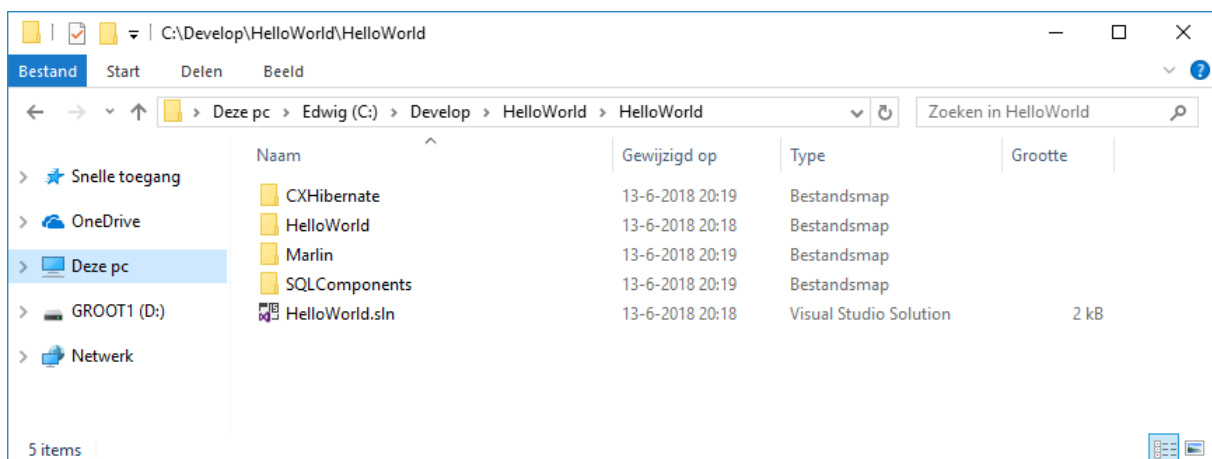 C:\Develop\HelloWorld\HelloWorld
Bestand Start Delen Beeld
Deze pc > Edwig (C:) > Develop > HelloWorld > HelloWorld Zoeken in HelloWorld
Naam Gewijzigd op Type Grootte
Snelle toegang
OneDrive
Deze pc
GROOT1 (D:)
Netwerk
CXHibernate 13-6-2018 20:19 Bestandsmap
HelloWorld 13-6-2018 20:18 Bestandsmap
Marlin 13-6-2018 20:19 Bestandsmap
SQLComponents 13-6-2018 20:19 Bestandsmap
HelloWorld.sln 13-6-2018 20:18 Visual Studio Solution 2 kB
5 items